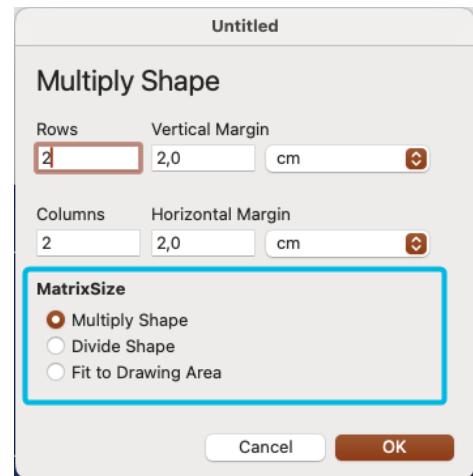 Untitled
Multiply Shape
Rows Vertical Margin
2 2,0 cm
Columns Horizontal Margin
2 2,0 cm
MatrixSize
Multiply Shape
Divide Shape
Fit to Drawing Area
Cancel OK